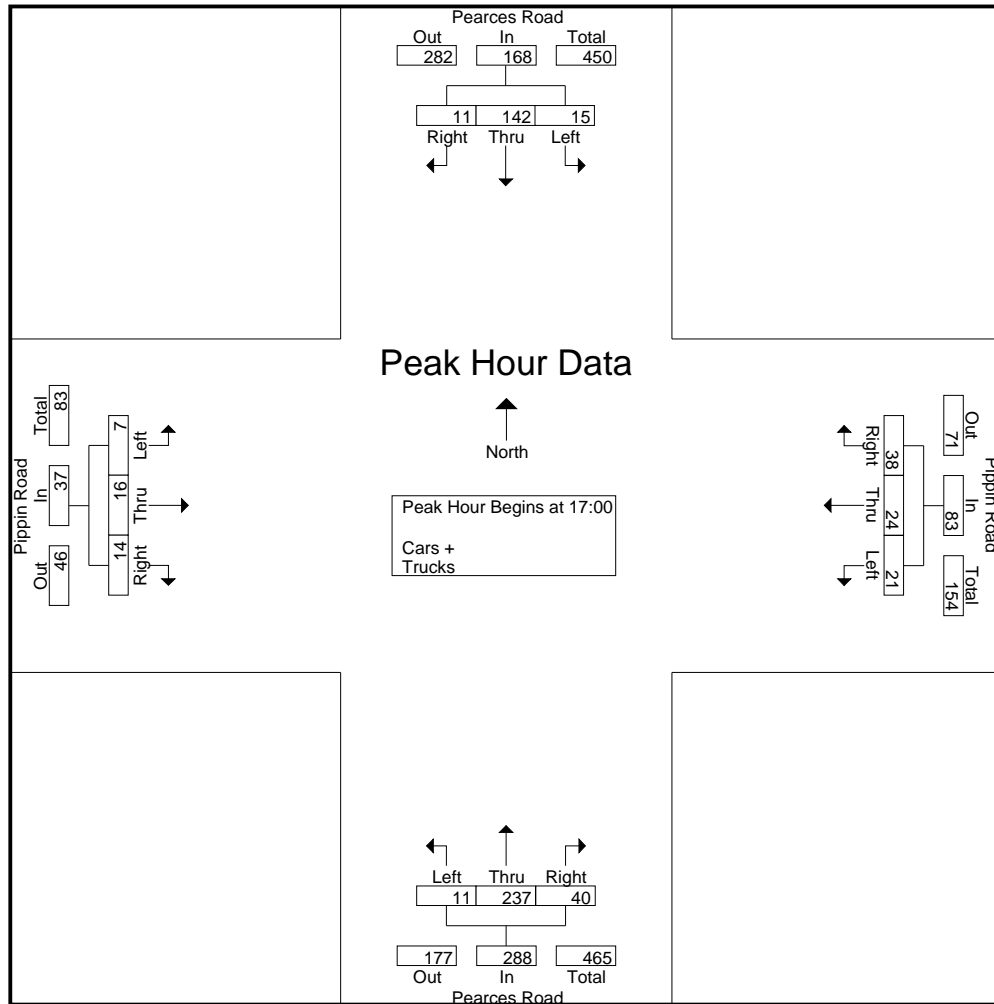 Pearces Road
Out In Total
282 168 450
11 142 15
Right Thru Left
Peak Hour Data
North
Peak Hour Begins at 17:00
Cars +
Trucks
Pippin Road
Out In Total
46 37 83
14 16 7
Right Thru Left
Pippin Road
Out In Total
71 83 154
38 24 21
Right Thru Left
Left Thru Right
11 237 40
177 288 465
Out In Total
Pearces Road